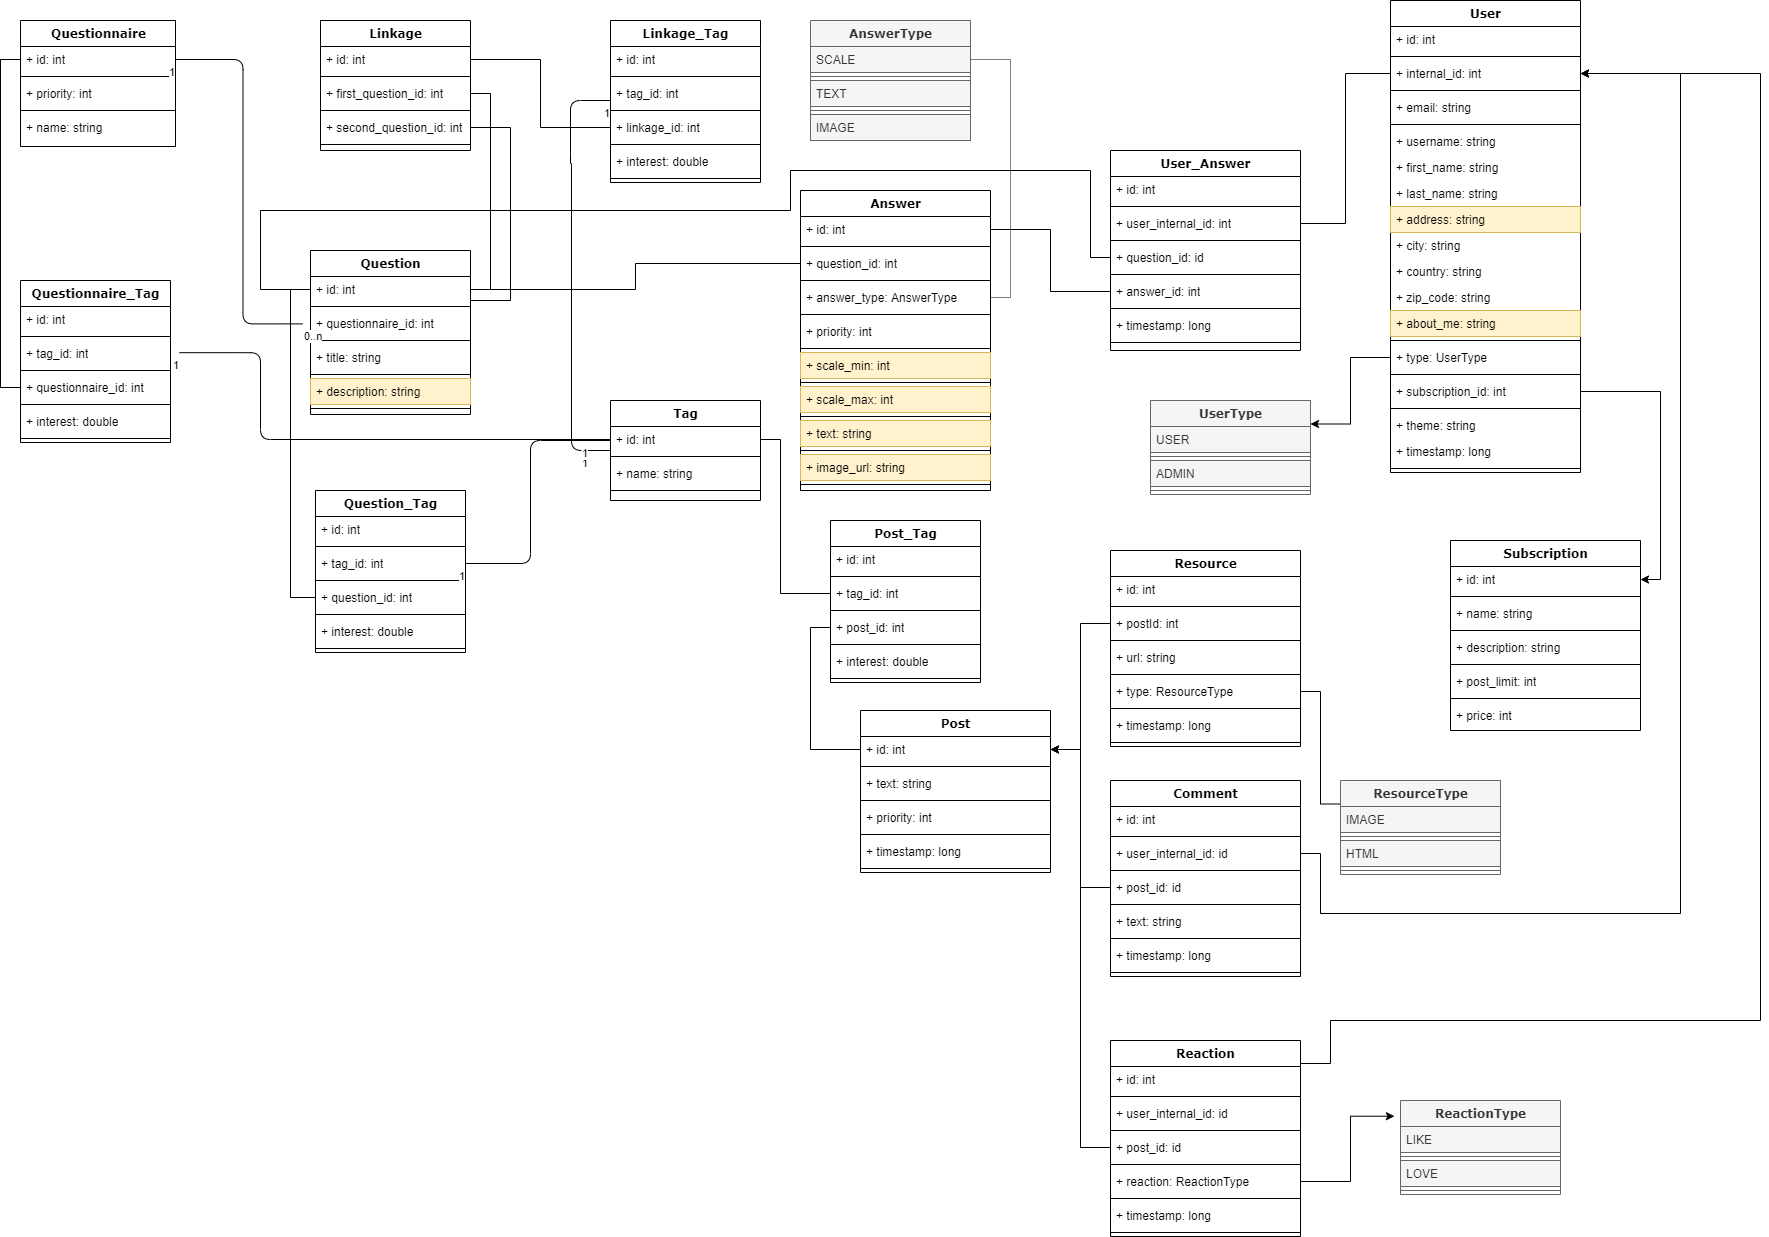 Questionnaire
+ id: int
1
+ priority: int
+ name: string
Linkage
+ id: int
+ first_question_id: int
+ second_question_id: int
Linkage_Tag
+ id: int
+ tag_id: int
1
+ linkage_id: int
+ interest: double
AnswerType
SCALE
TEXT
IMAGE
User
+ id: int
+ internal_id: int
+ email: string
+ username: string
+ first_name: string
+ last_name: string
+ address: string
+ city: string
+ country: string
+ zip_code: string
+ about_me: string
+ type: UserType
+ subscription_id: int
+ theme: string
+ timestamp: long
User_Answer
+ id: int
+ user_internal_id: int
+ question_id: id
+ answer_id: int
+ timestamp: long
Answer
+ id: int
+ question_id: int
+ answer_type: AnswerType
+ priority: int
+ scale_min: int
+ scale_max: int
+ text: string
+ image_url: string
Question
+ id: int
+ questionnaire_id: int
0..n
+ title: string
+ description: string
Questionnaire_Tag
+ id: int
+ tag_id: int
1
+ questionnaire_id: int
+ interest: double
Tag
+ id: int
1
1
+ name: string
UserType
USER
ADMIN
Question_Tag
+ id: int
+ tag_id: int
1
+ question_id: int
+ interest: double
Post_Tag
+ id: int
+ tag_id: int
+ post_id: int
+ interest: double
Resource
+ id: int
+ postId: int
+ url: string
+ type: ResourceType
+ timestamp: long
Subscription
+ id: int
+ name: string
+ description: string
+ post_limit: int
+ price: int
Post
+ id: int
+ text: string
+ priority: int
+ timestamp: long
Comment
+ id: int
+ user_internal_id: id
+ post_id: id
+ text: string
+ timestamp: long
ResourceType
IMAGE
HTML
Reaction
+ id: int
+ user_internal_id: id
+ post_id: id
+ reaction: ReactionType
+ timestamp: long
ReactionType
LIKE
LOVE